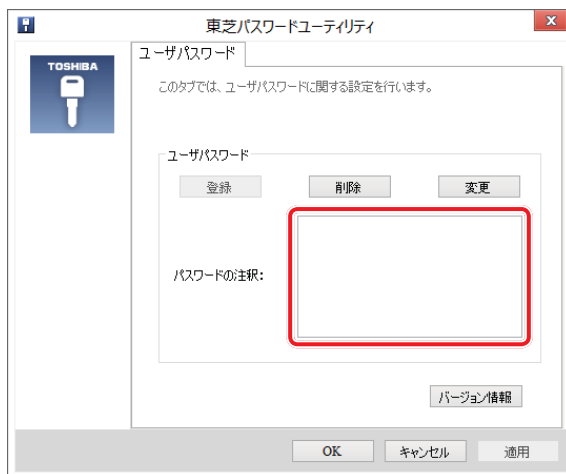 東芝パスワードユーティリティ
x
ユーザパスワード
TOSHIBA
このタブでは、ユーザパスワードに関する設定を行います。
ユーザパスワード
登録 削除 変更
パスワードの注釈:
バージョン情報
OK キャンセル 適用